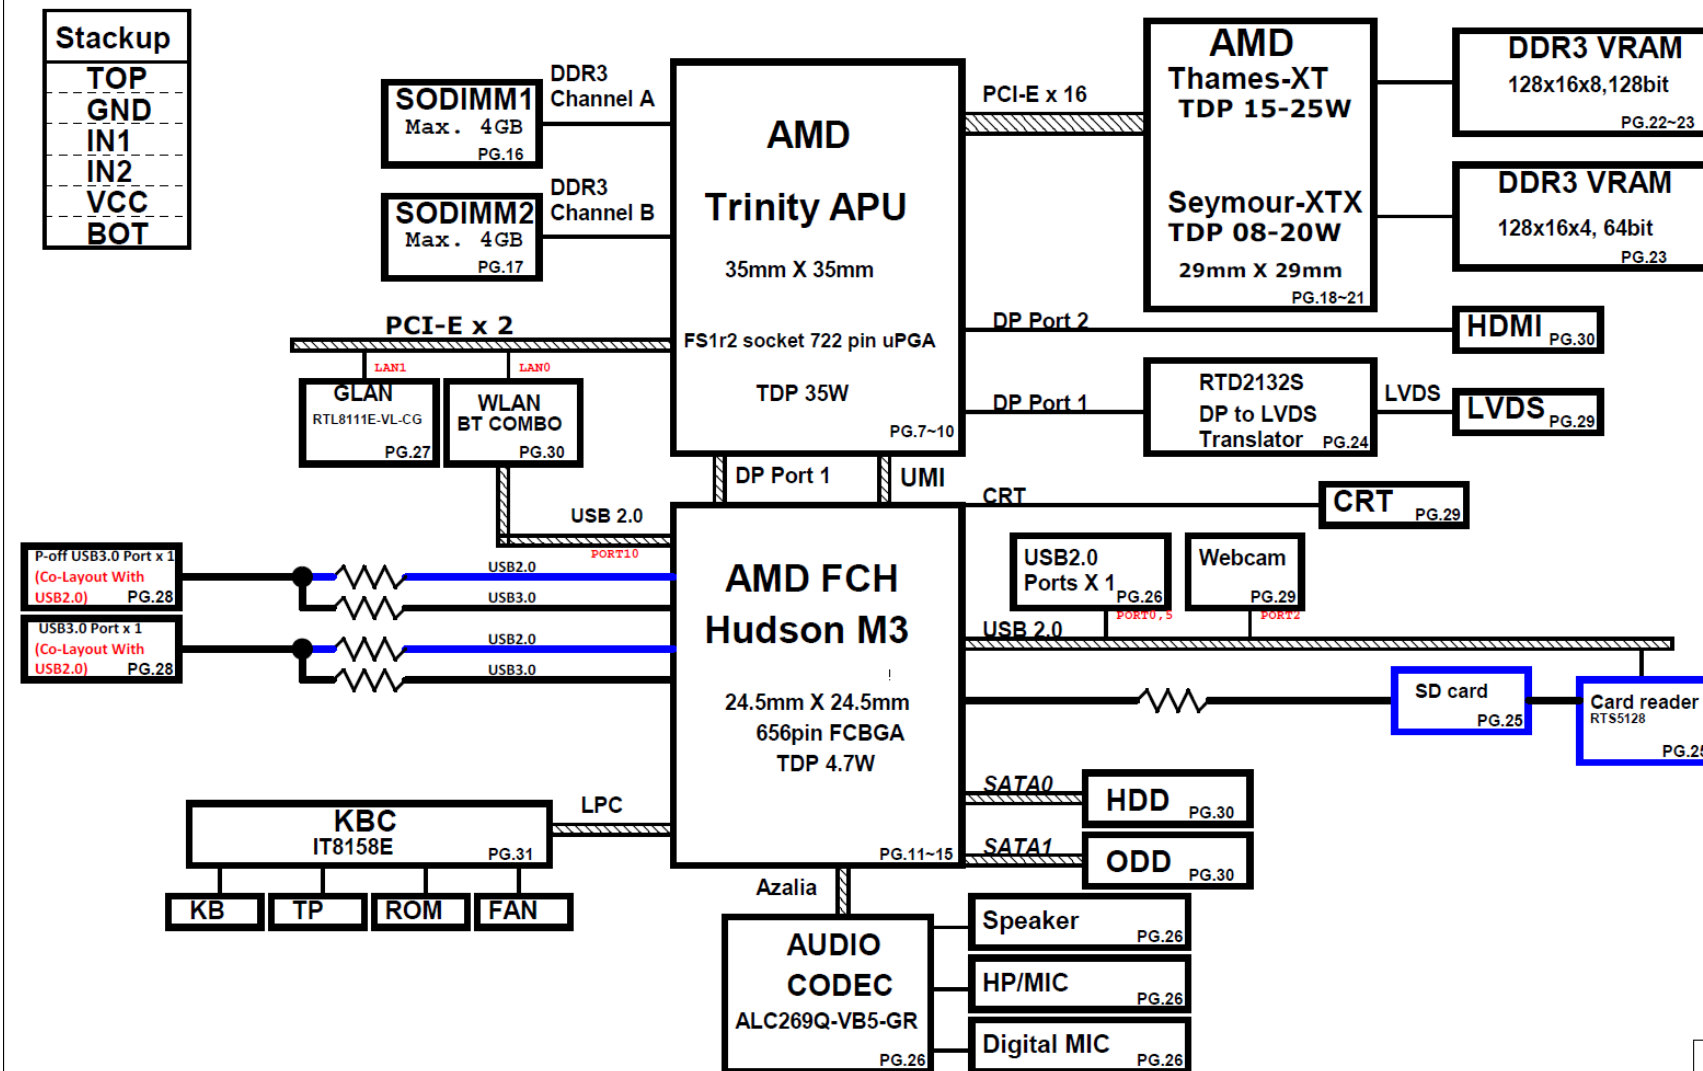 Stackup
TOP
GND
IN1
IN2
VCC
BOT
SODIMM1
Max. 4GB
PG.16
DDR3
Channel A
SODIMM2
Max. 4GB
PG.17
DDR3
Channel B
AMD
Trinity APU
35mm X 35mm
FS1r2 socket 722 pin uPGA
TDP 35W
PG.7~10
PCI-E x 16
AMD
Thames-XT
TDP 15-25W
Seymour-XTX
TDP 08-20W
29mm X 29mm
PG.18~21
DDR3 VRAM
128x16x8,128bit
PG.22~23
DDR3 VRAM
128x16x4, 64bit
PG.23
DP Port 2
HDMI
PG.30
DP Port 1
RTD2132S
DP to LVDS
Translator
PG.24
LVDS
LVDS
PG.29
PCI-E x 2
LAN1
LAN0
GLAN
RTL8111E-VL-CG
PG.27
WLAN
BT COMBO
PG.30
DP Port 1
UMI
USB 2.0
PORT10
CRT
CRT
PG.29
P-off USB3.0 Port x 1
(Co-Layout With
USB2.0)
PG.28
USB2.0
USB3.0
USB3.0 Port x 1
(Co-Layout With
USB2.0)
PG.28
USB2.0
USB3.0
AMD FCH
Hudson M3
!
24.5mm X 24.5mm
656pin FCBGA
TDP 4.7W
PG.11~15
USB2.0
Ports X 1
PG.26
PORT0,5
Webcam
PG.29
PORT2
USB 2.0
SD card
PG.25
Card reader
RTS5128
PG.25
SATA0
HDD
PG.30
SATA1
ODD
PG.30
LPC
KBC
IT8158E
PG.31
KB
TP
ROM
FAN
Azalia
AUDIO
CODEC
ALC269Q-VB5-GR
PG.26
Speaker
PG.26
HP/MIC
PG.26
Digital MIC
PG.26